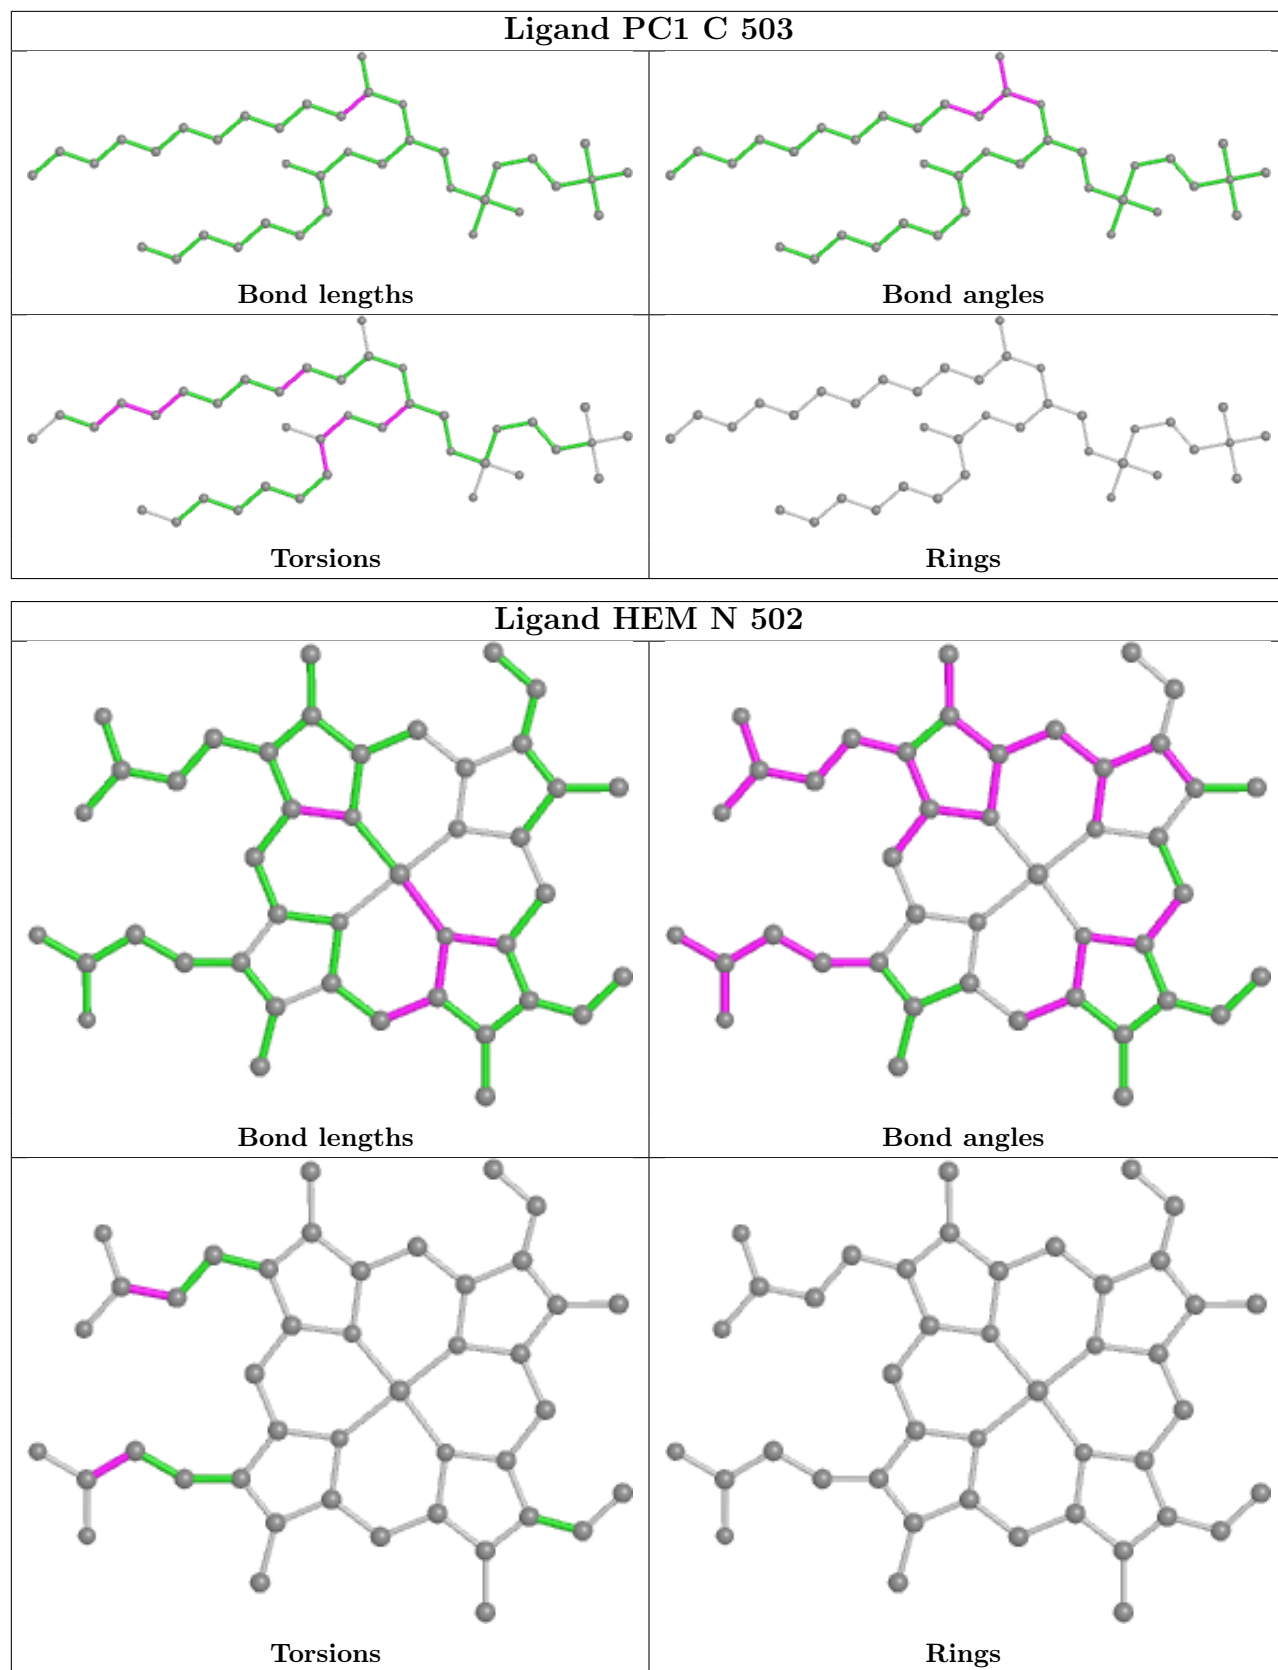 Ligand PC1 C 503
Bond lengths
Bond angles
Torsions
Rings
Ligand HEM N 502
Bond lengths
Bond angles
Torsions
Rings